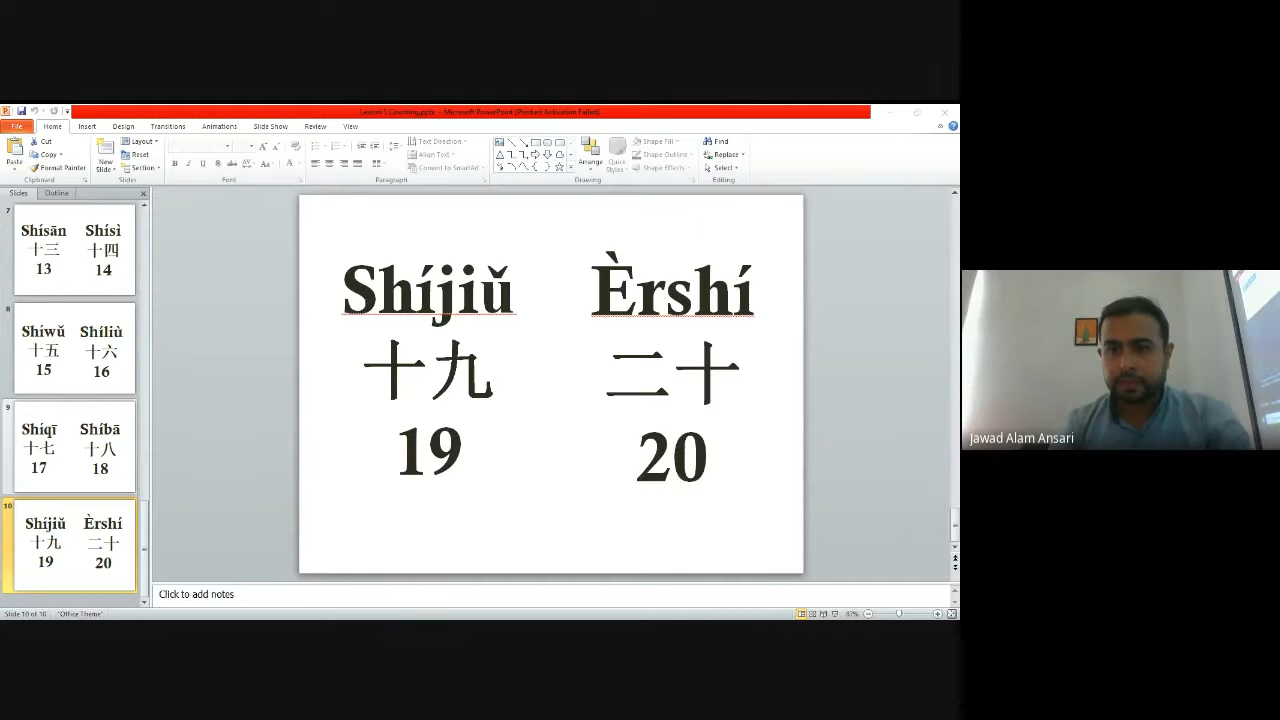 Lesson 5 Counting.pptx - Microsoft PowerPoint (Product Activation Failed)
File Home Insert Design Transitions Animations Slide Show Review View
Paste
Cut
Copy
Format Painter
Clipboard
New Slide
Layout
Reset
Section
Slides
Font
Text Direction
Align Text
Convert to SmartArt
Paragraph
Arrange
Quick Styles
Shape Fill
Shape Outline
Shape Effects
Drawing
Find
Replace
Select
Editing
Slides Outline
7
Shísān Shísì
十三 十四
13 14
8
Shíwǔ Shíliù
十五 十六
15 16
9
Shíqī Shíbā
十七 十八
17 18
10
Shíjiǔ Èrshí
十九 二十
19 20
Shíjiǔ Èrshí
十九 二十
19 20
Click to add notes
Slide 10 of 10 "Office Theme" 87%
Jawad Alam Ansari